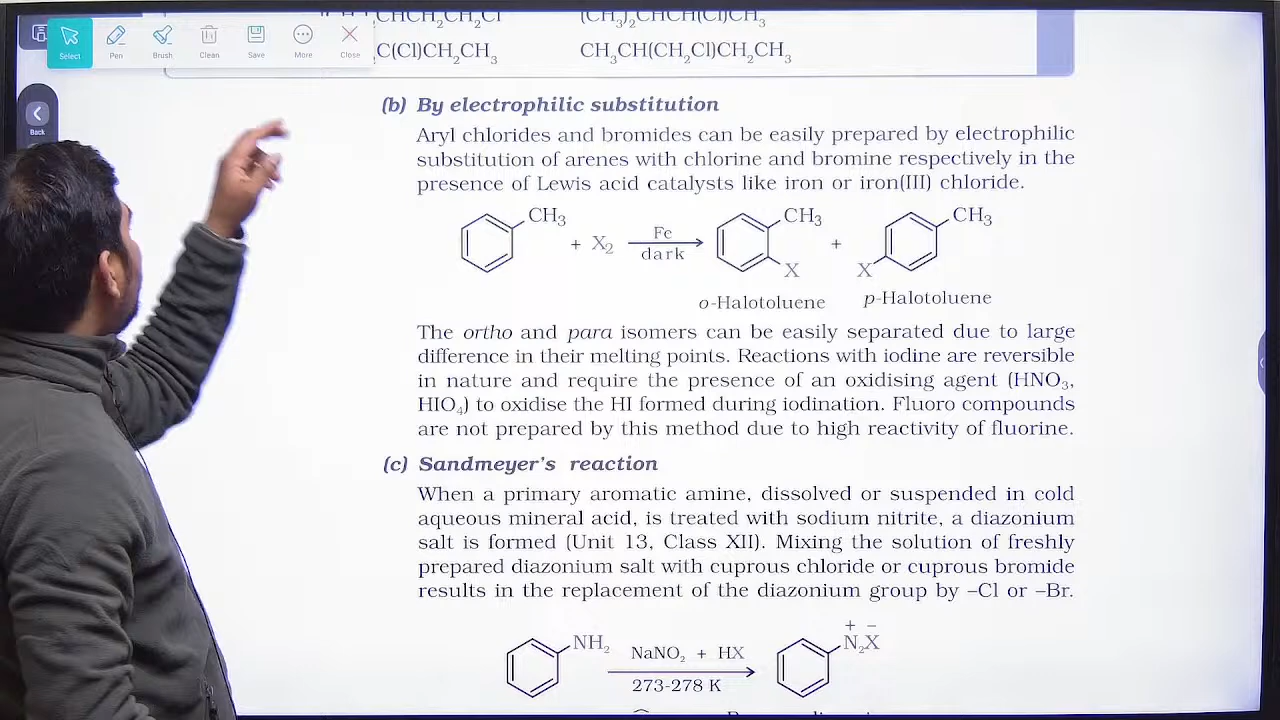 CHCH2CH2Cl (CH3)2CHCH(Cl)CH3
Select Pen Brush Clean Save More Close
C(Cl)CH2CH3 CH3CH(CH2Cl)CH2CH3
Back
(b) By electrophilic substitution
Aryl chlorides and bromides can be easily prepared by electrophilic
substitution of arenes with chlorine and bromine respectively in the
presence of Lewis acid catalysts like iron or iron(III) chloride.
CH3 + X2 Fe CH3 + CH3
dark
X X
o-Halotoluene p-Halotoluene
The ortho and para isomers can be easily separated due to large
difference in their melting points. Reactions with iodine are reversible
in nature and require the presence of an oxidising agent (HNO3,
HIO4) to oxidise the HI formed during iodination. Fluoro compounds
are not prepared by this method due to high reactivity of fluorine.
(c) Sandmeyer's reaction
When a primary aromatic amine, dissolved or suspended in cold
aqueous mineral acid, is treated with sodium nitrite, a diazonium
salt is formed (Unit 13, Class XII). Mixing the solution of freshly
prepared diazonium salt with cuprous chloride or cuprous bromide
results in the replacement of the diazonium group by –Cl or –Br.
+ –
NH2 NaNO2 + HX N2X
273-278 K